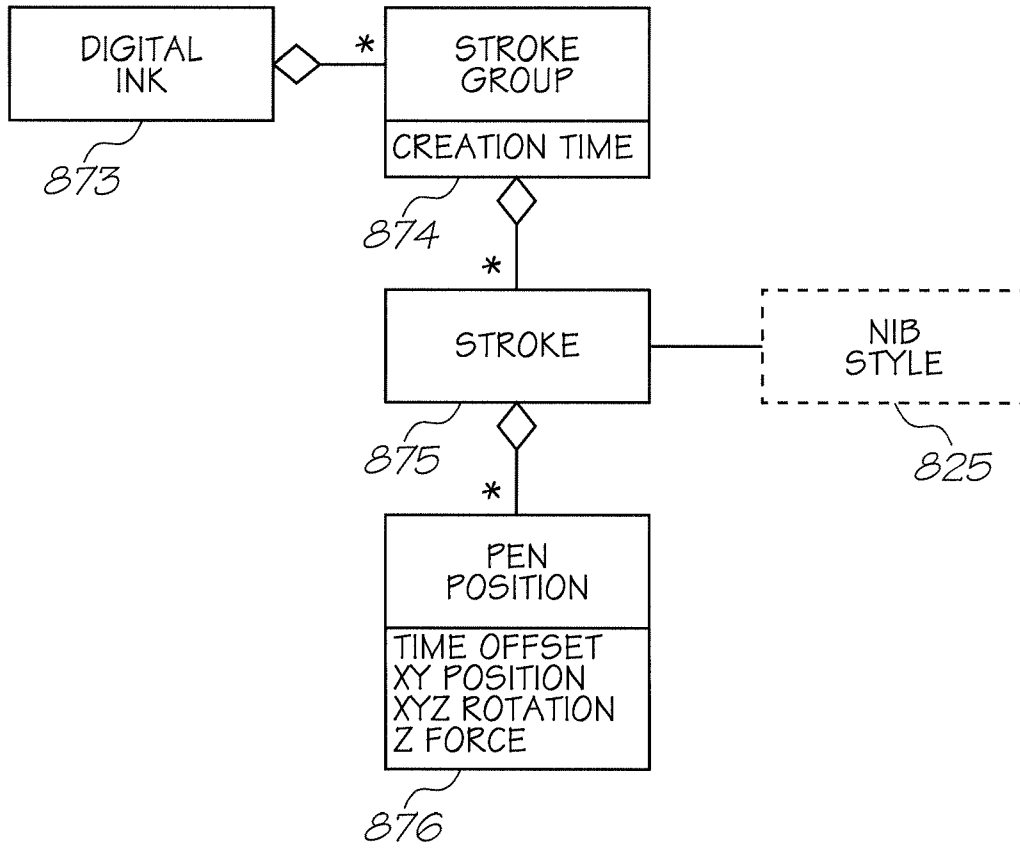 DIGITAL
INK
*
STROKE
GROUP
CREATION TIME
873
874
*
STROKE
NIB
STYLE
875
825
*
PEN
POSITION
TIME OFFSET
XY POSITION
XYZ ROTATION
Z FORCE
876